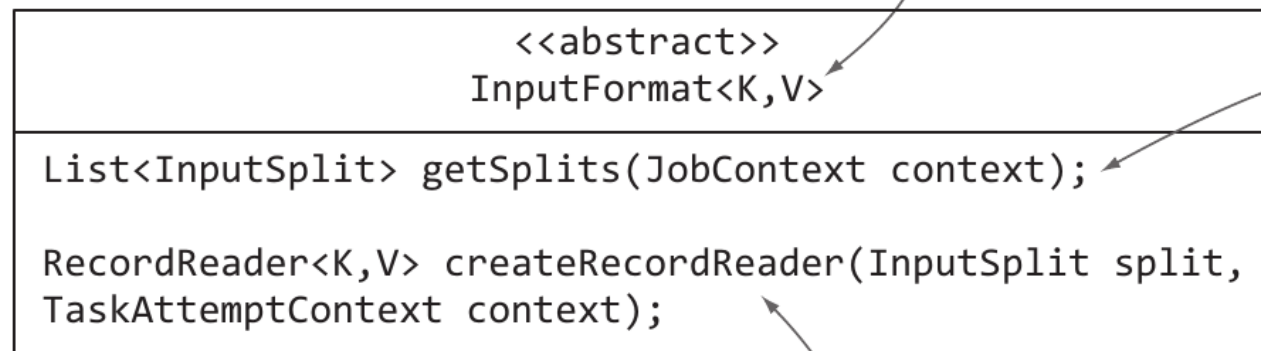 <<abstract>>
InputFormat<K,V>
List<InputSplit> getSplits(JobContext context);
RecordReader<K,V> createRecordReader(InputSplit split,
TaskAttemptContext context);